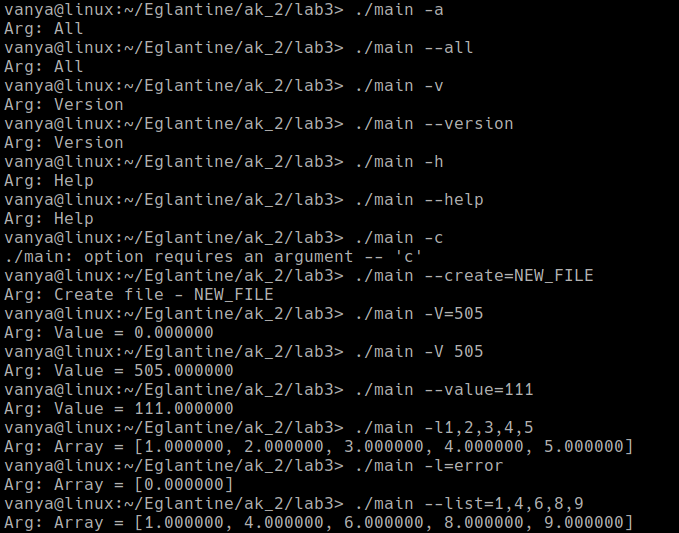 vanya@linux:~/Eglantine/ak_2/lab3> ./main -a
Arg: All
vanya@linux:~/Eglantine/ak_2/lab3> ./main --all
Arg: All
vanya@linux:~/Eglantine/ak_2/lab3> ./main -v
Arg: Version
vanya@linux:~/Eglantine/ak_2/lab3> ./main --version
Arg: Version
vanya@linux:~/Eglantine/ak_2/lab3> ./main -h
Arg: Help
vanya@linux:~/Eglantine/ak_2/lab3> ./main --help
Arg: Help
vanya@linux:~/Eglantine/ak_2/lab3> ./main -c
./main: option requires an argument -- 'c'
vanya@linux:~/Eglantine/ak_2/lab3> ./main --create=NEW_FILE
Arg: Create file - NEW_FILE
vanya@linux:~/Eglantine/ak_2/lab3> ./main -V=505
Arg: Value = 0.000000
vanya@linux:~/Eglantine/ak_2/lab3> ./main -V 505
Arg: Value = 505.000000
vanya@linux:~/Eglantine/ak_2/lab3> ./main --value=111
Arg: Value = 111.000000
vanya@linux:~/Eglantine/ak_2/lab3> ./main -l1,2,3,4,5
Arg: Array = [1.000000, 2.000000, 3.000000, 4.000000, 5.000000]
vanya@linux:~/Eglantine/ak_2/lab3> ./main -l=error
Arg: Array = [0.000000]
vanya@linux:~/Eglantine/ak_2/lab3> ./main --list=1,4,6,8,9
Arg: Array = [1.000000, 4.000000, 6.000000, 8.000000, 9.000000]